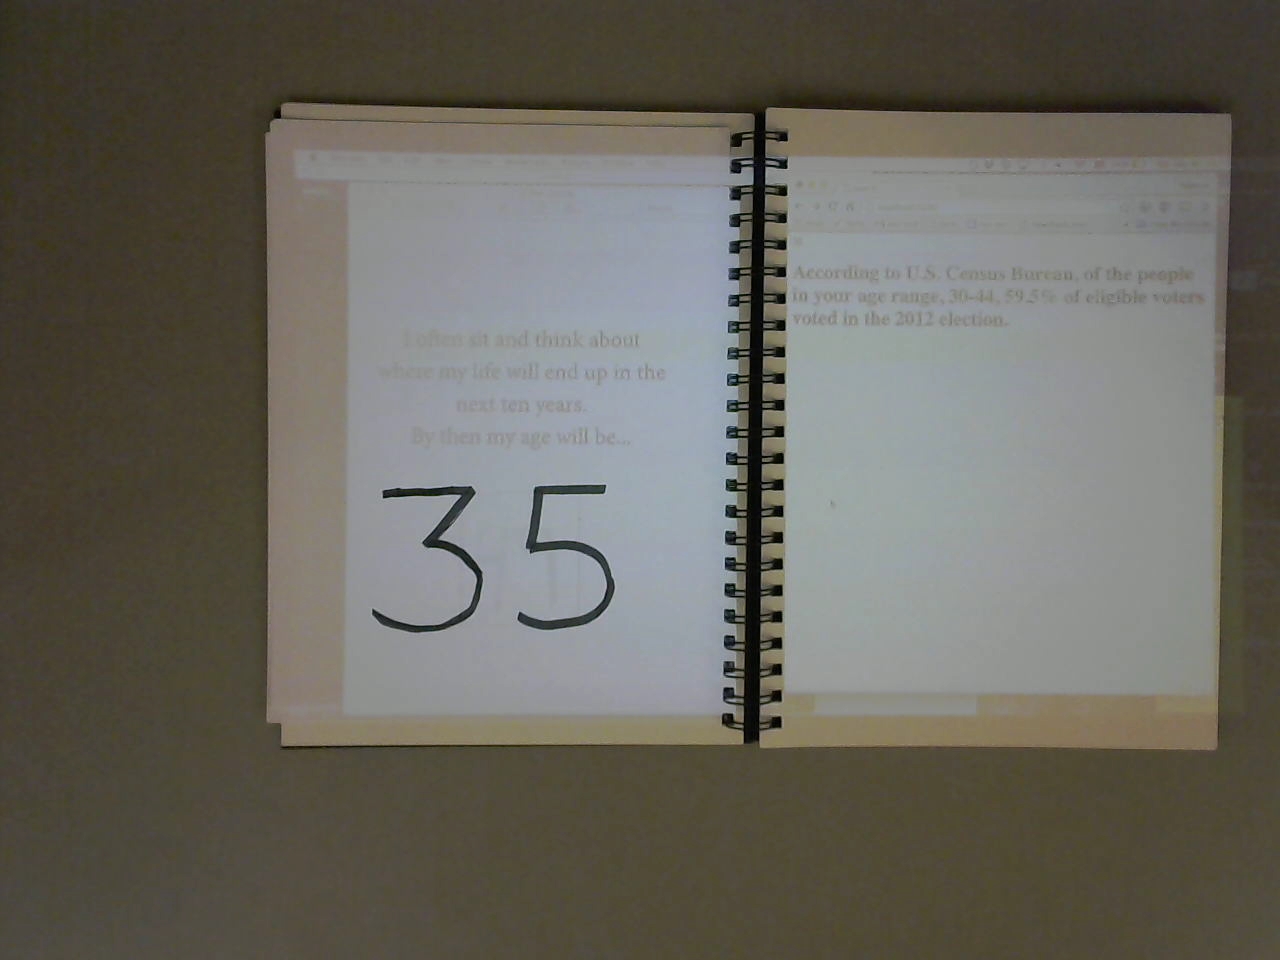 I often sit and think about
where my life will end up in the
next ten years.
By then my age will be...
35
According to U.S. Census Bureau, of the people
in your age range, 30-44, 59.5% of eligible voters
voted in the 2012 election.